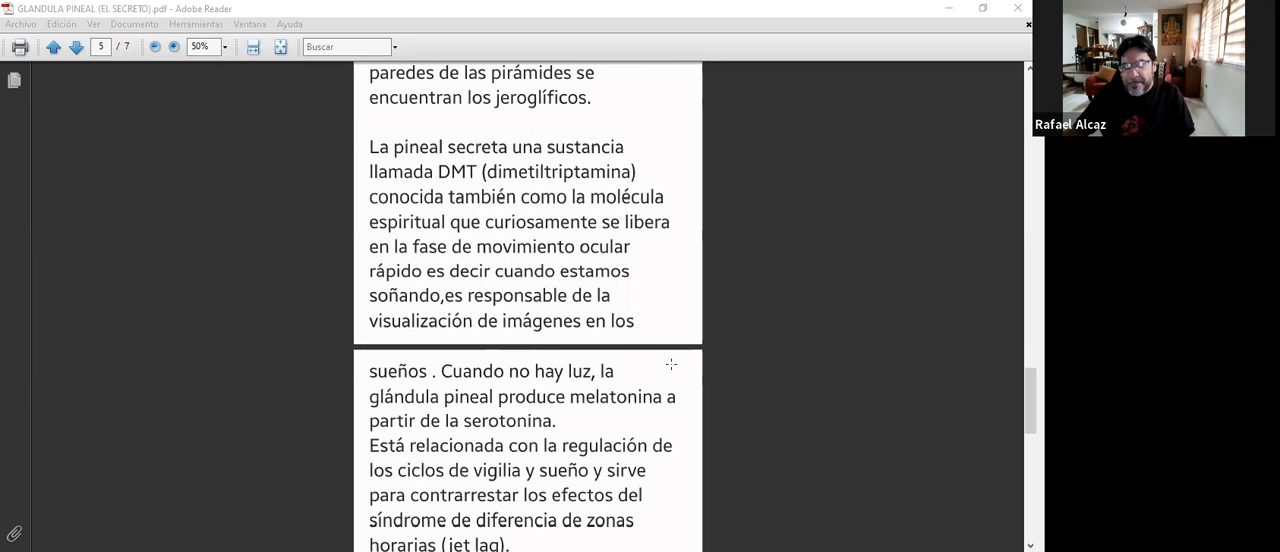 GLANDULA PINEAL (EL SECRETO).pdf - Adobe Reader
Archivo Edición Ver Documento Herramientas Ventana Ayuda
5 / 7 50% Buscar
paredes de las pirámides se
encuentran los jeroglíficos.
La pineal secreta una sustancia
llamada DMT (dimetiltriptamina)
conocida también como la molécula
espiritual que curiosamente se libera
en la fase de movimiento ocular
rápido es decir cuando estamos
soñando,es responsable de la
visualización de imágenes en los
sueños . Cuando no hay luz, la
glándula pineal produce melatonina a
partir de la serotonina.
Está relacionada con la regulación de
los ciclos de vigilia y sueño y sirve
para contrarrestar los efectos del
síndrome de diferencia de zonas
horarias (jet lag).
Rafael Alcaz